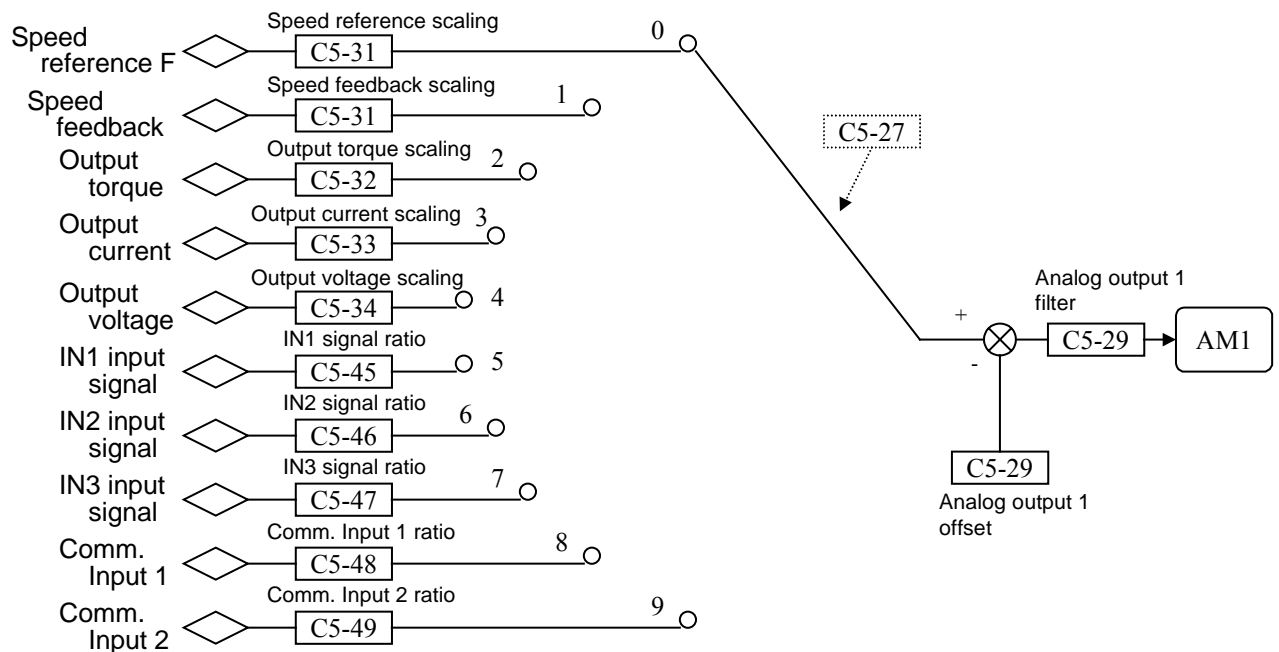 Speed reference scaling
0
Speed
reference F
C5-31
Speed feedback scaling
1
Speed
feedback
C5-31
C5-27
Output torque scaling
2
Output
torque
C5-32
Output current scaling
3
Output
current
C5-33
Output voltage scaling
4
Output
voltage
C5-34
Analog output 1
filter
+
-
C5-29
AM1
IN1 signal ratio
5
IN1 input
signal
C5-45
IN2 signal ratio
6
IN2 input
signal
C5-46
IN3 signal ratio
7
IN3 input
signal
C5-47
C5-29
Analog output 1
offset
Comm. Input 1 ratio
8
Comm.
Input 1
C5-48
Comm. Input 2 ratio
9
Comm.
Input 2
C5-49